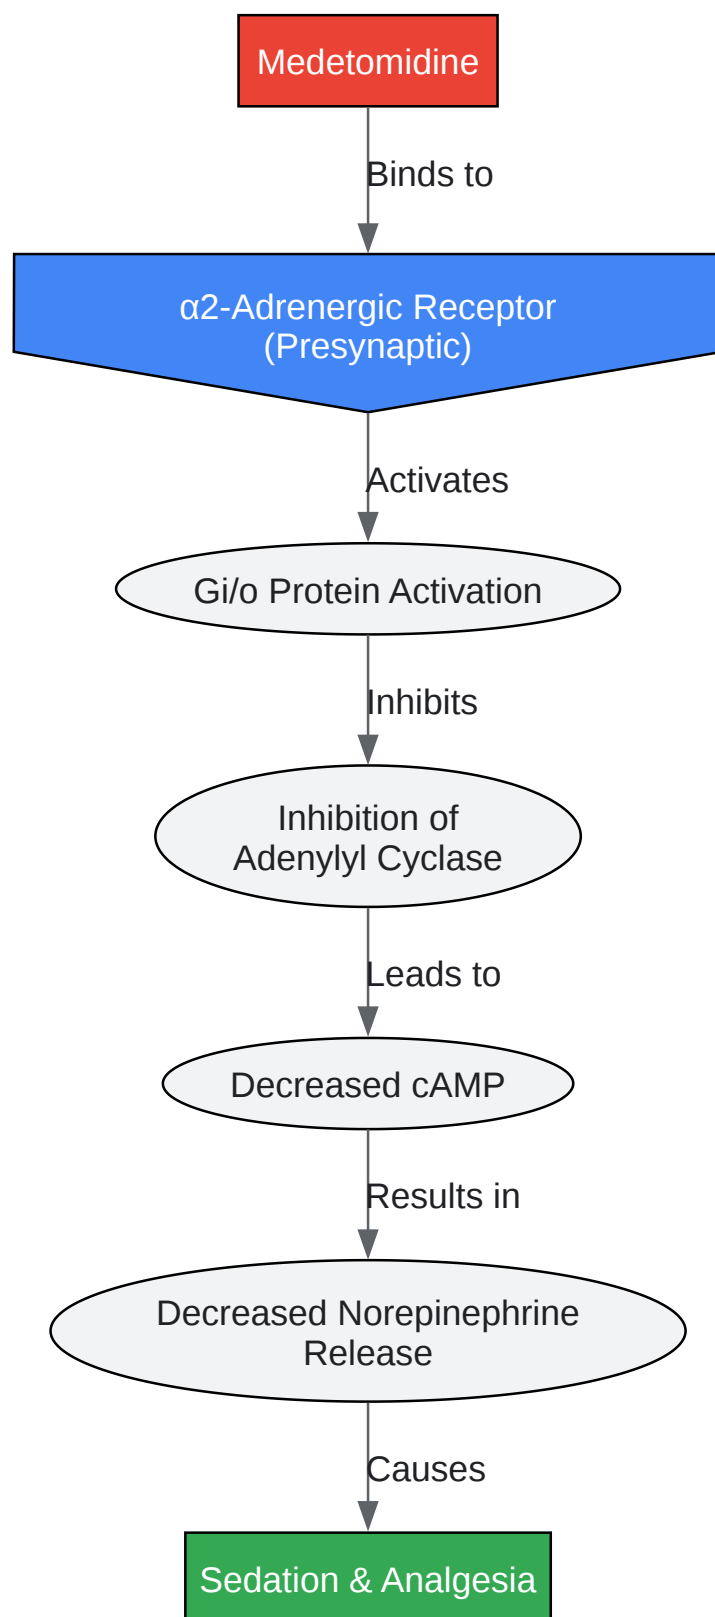 Medetomidine
Binds to
α2-Adrenergic Receptor
(Presynaptic)
Activates
Gi/o Protein Activation
Inhibits
Inhibition of
Adenylyl Cyclase
Leads to
Decreased cAMP
Results in
Decreased Norepinephrine
Release
Causes
Sedation & Analgesia